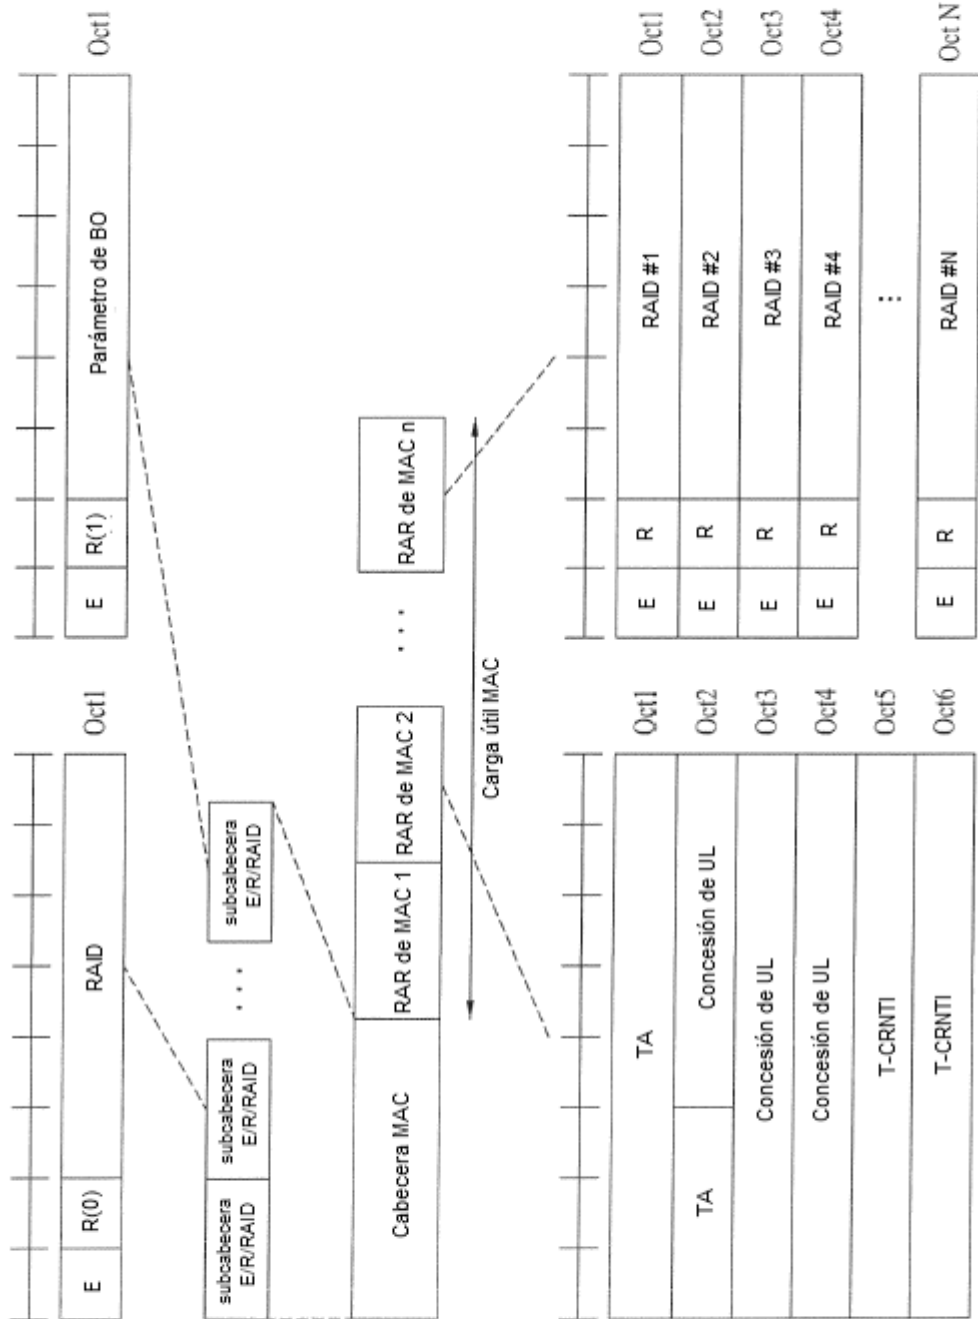 E
R(0)
RAID
Oct1
E
R(1)
Parámetro de BO
Oct1
subcabecera
E/R/RAID
subcabecera
E/R/RAID
...
subcabecera
E/R/RAID
Cabecera MAC
RAR de MAC 1
RAR de MAC 2
...
RAR de MAC n
Carga útil MAC
TA
Oct1
TA
Concesión de UL
Oct2
Concesión de UL
Oct3
Concesión de UL
Oct4
T-CRNTI
Oct5
T-CRNTI
Oct6
E
R
RAID #1
Oct1
E
R
RAID #2
Oct2
E
R
RAID #3
Oct3
E
R
RAID #4
Oct4
...
E
R
RAID #N
Oct N